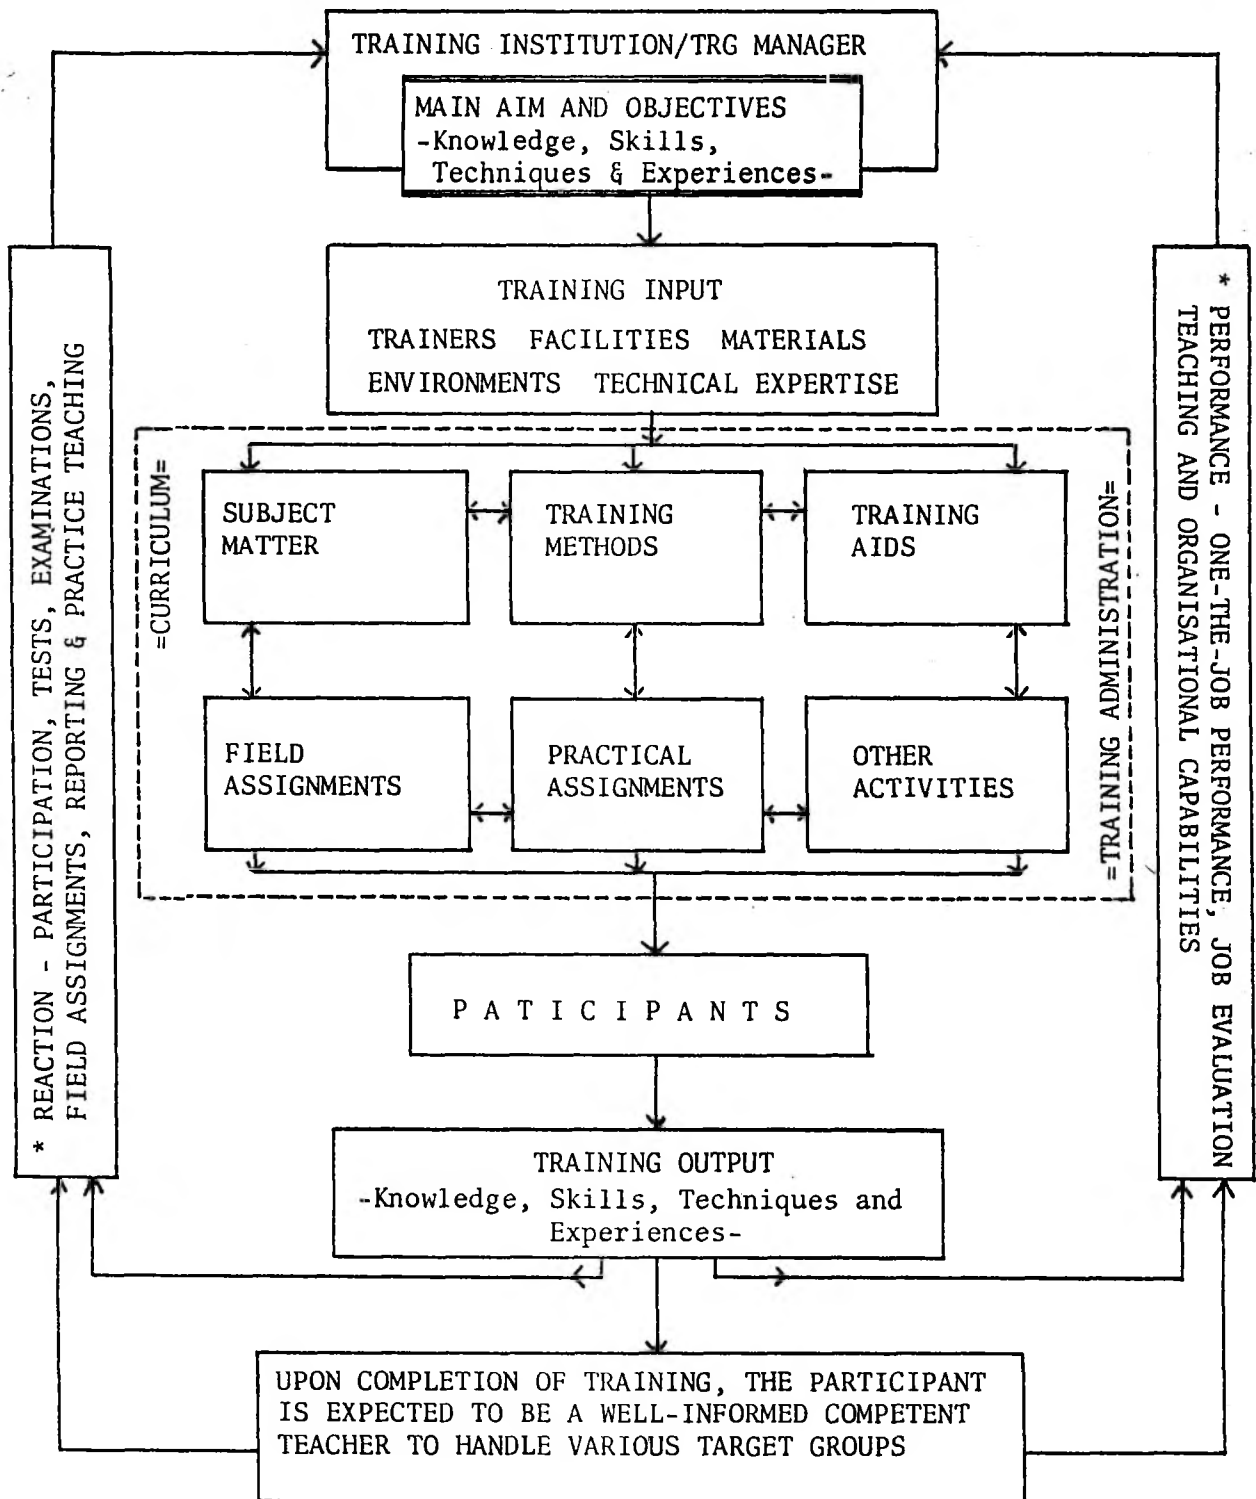 TRAINING INSTITUTION/TRG MANAGER
MAIN AIM AND OBJECTIVES
-Knowledge, Skills,
Techniques & Experiences-
TRAINING INPUT
TRAINERS FACILITIES MATERIALS
ENVIRONMENTS TECHNICAL EXPERTISE
* REACTION - PARTICIPATION, TESTS, EXAMINATIONS,
FIELD ASSIGNMENTS, REPORTING & PRACTICE TEACHING
=CURRICULUM=
SUBJECT
MATTER
TRAINING
METHODS
TRAINING
AIDS
FIELD
ASSIGNMENTS
PRACTICAL
ASSIGNMENTS
OTHER
ACTIVITIES
=TRAINING ADMINISTRATION=
* PERFORMANCE - ONE-THE-JOB PERFORMANCE, JOB EVALUATION
TEACHING AND ORGANISATIONAL CAPABILITIES
PATICIPANTS
TRAINING OUTPUT
-Knowledge, Skills, Techniques and
Experiences-
UPON COMPLETION OF TRAINING, THE PARTICIPANT
IS EXPECTED TO BE A WELL-INFORMED COMPETENT
TEACHER TO HANDLE VARIOUS TARGET GROUPS